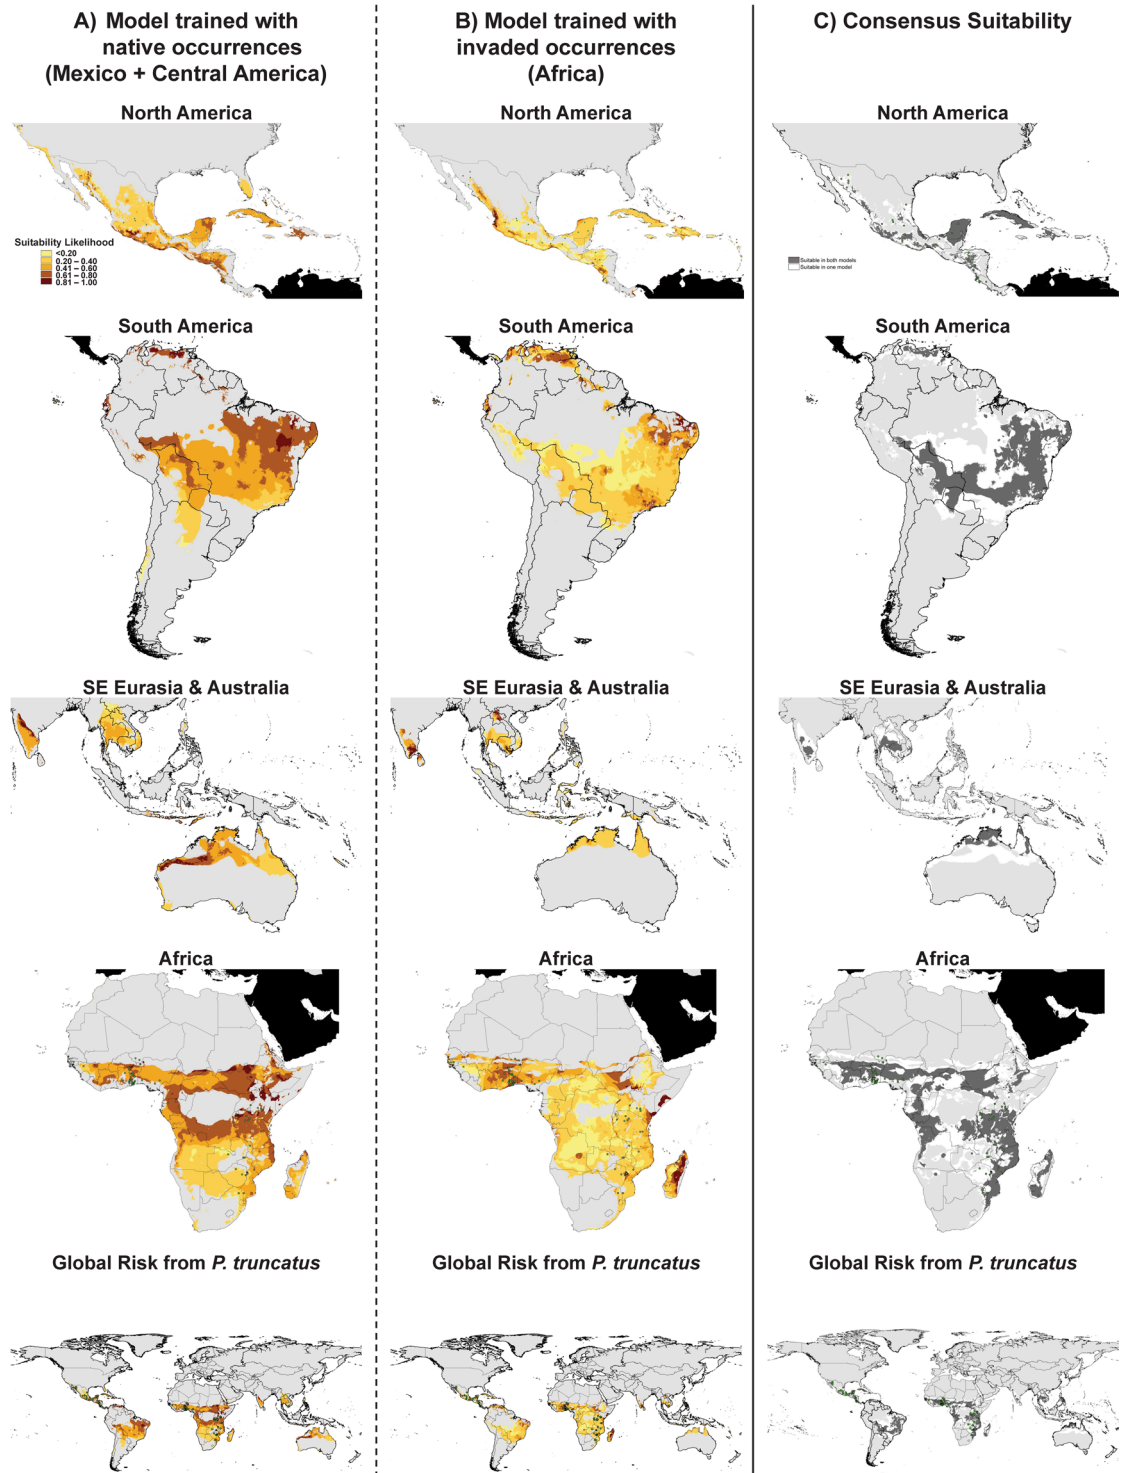 A) Model trained with
native occurrences
(Mexico + Central America)
B) Model trained with
invaded occurrences
(Africa)
C) Consensus Suitability
North America
North America
North America
Suitability Likelihood
<0.20
0.20 – 0.40
0.41 – 0.60
0.61 – 0.80
0.81 – 1.00
Suitable in both models
Suitable in one model
South America
South America
South America
SE Eurasia & Australia
SE Eurasia & Australia
SE Eurasia & Australia
Africa
Africa
Africa
Global Risk from P. truncatus
Global Risk from P. truncatus
Global Risk from P. truncatus